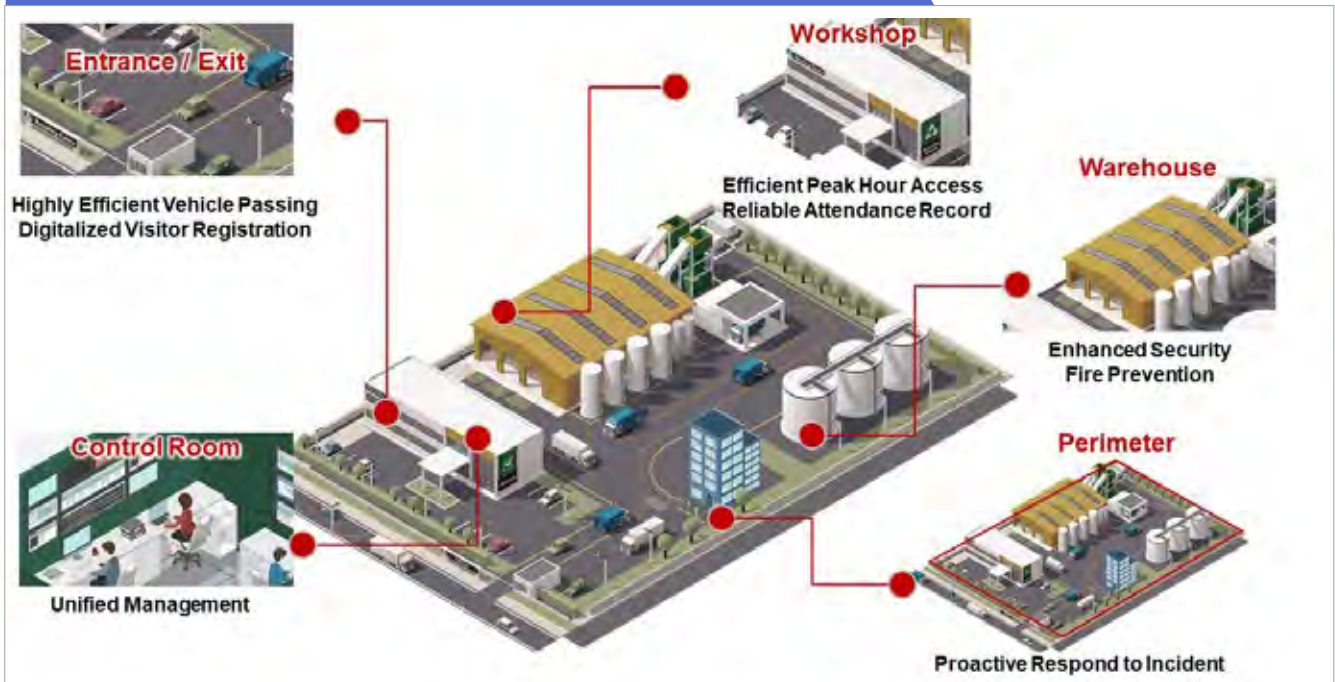 Entrance / Exit
Highly Efficient Vehicle Passing
Digitalized Visitor Registration
Workshop
Efficient Peak Hour Access
Reliable Attendance Record
Warehouse
Enhanced Security
Fire Prevention
Control Room
Unified Management
Perimeter
Proactive Respond to Incident